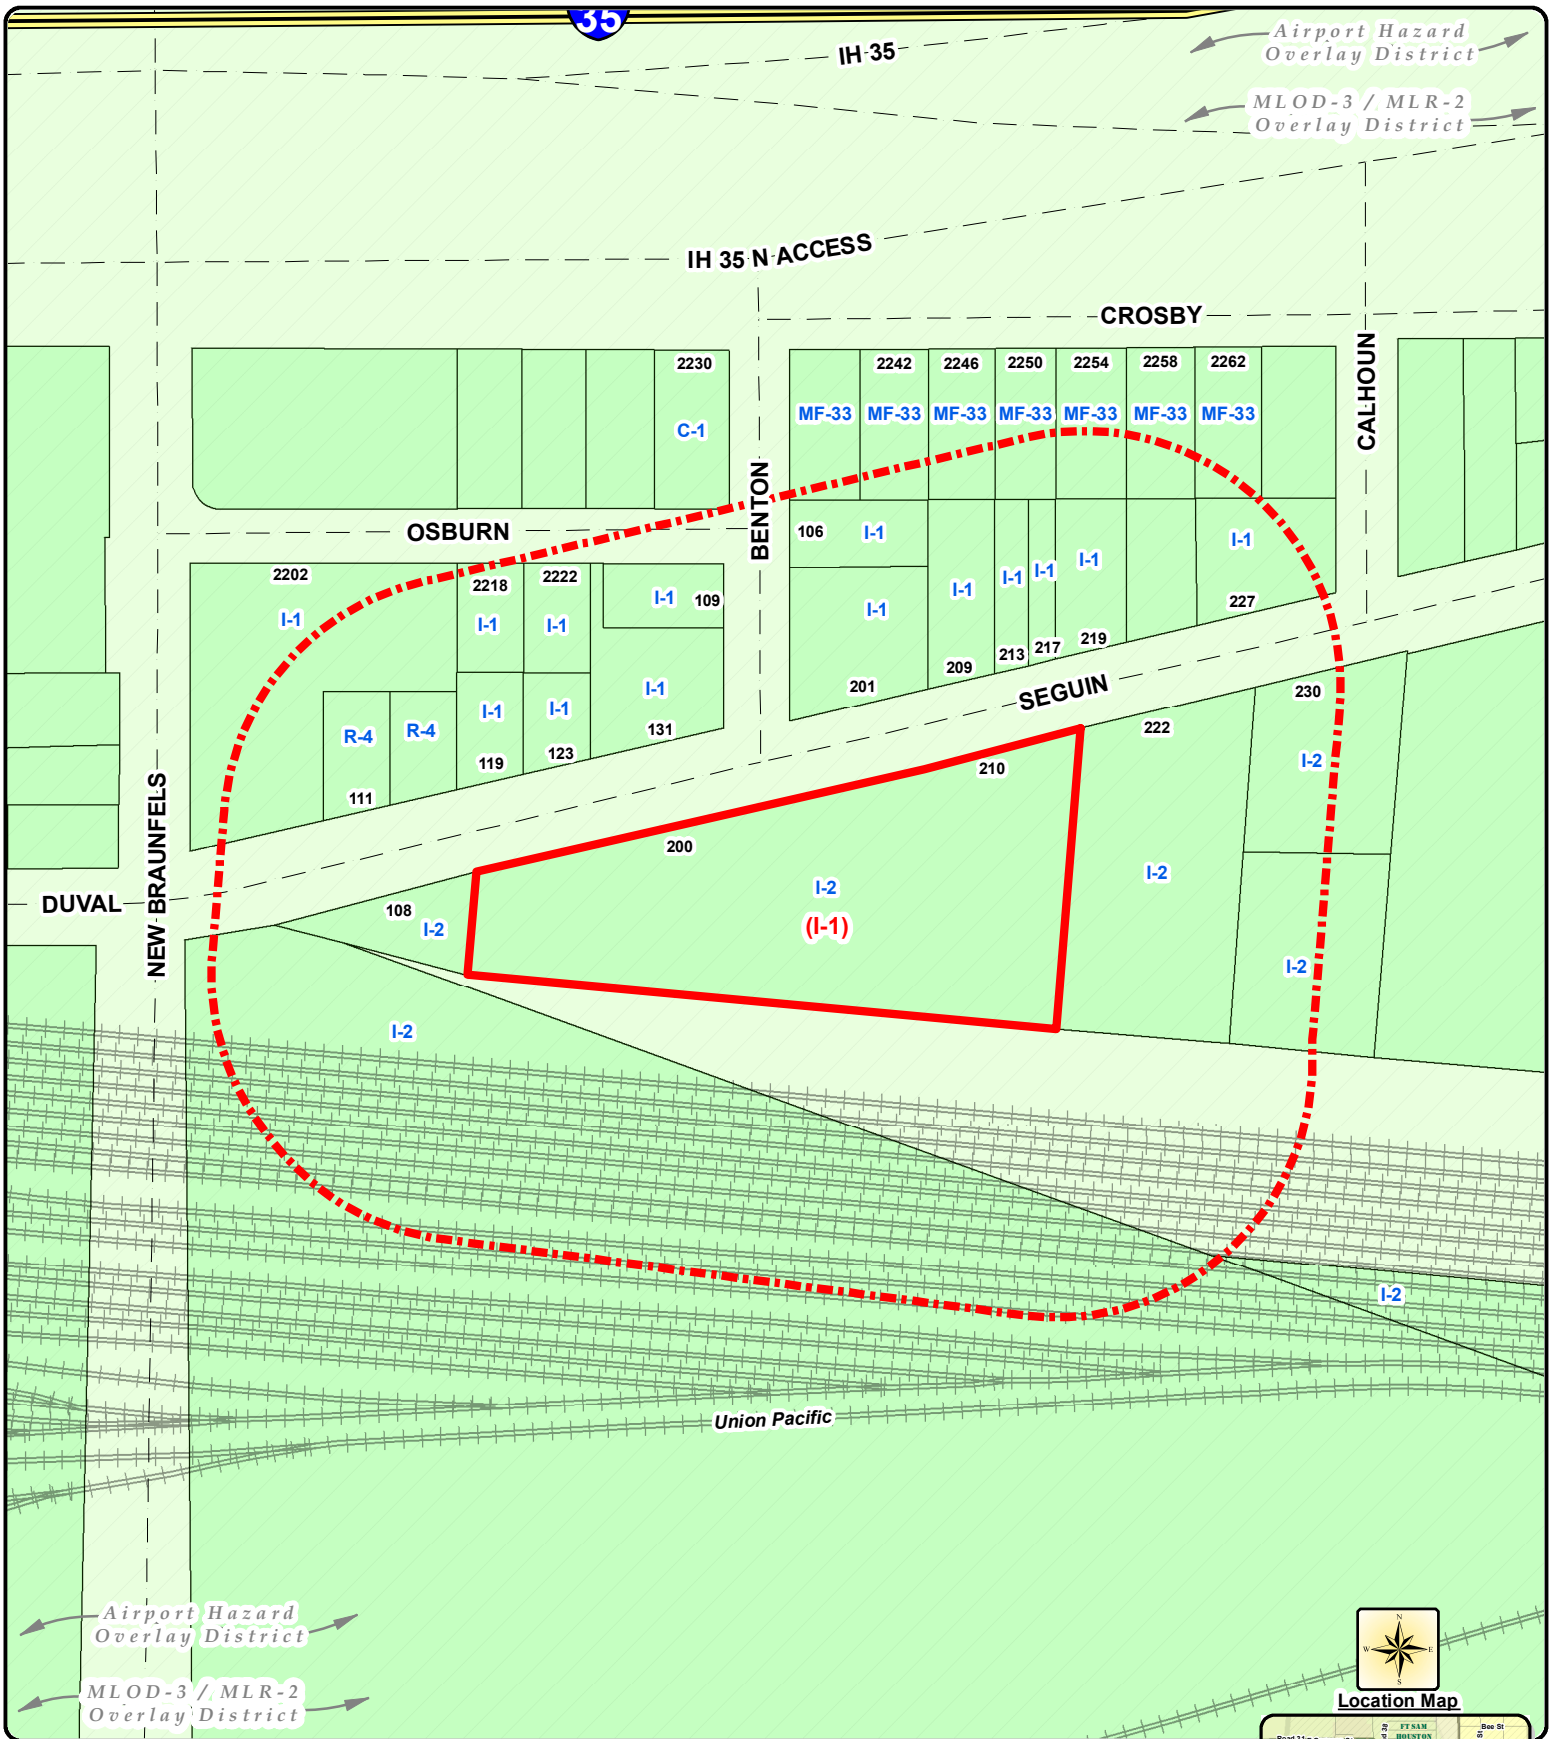 35
IH 35
Airport Hazard
Overlay District
MLOD-3 / MLR-2
Overlay District
IH 35 N ACCESS
CROSBY
CALHOUN
2230
C-1
2242
2246
2250
2254
2258
2262
MF-33
MF-33
MF-33
MF-33
MF-33
MF-33
MF-33
BENTON
OSBURN
106
I-1
I-1
I-1
I-1
I-1
I-1
I-1
201
209
213
217
219
227
2202
I-1
2218
I-1
2222
I-1
I-1
109
R-4
R-4
I-1
I-1
I-1
111
119
123
131
SEGUIN
222
230
I-2
210
200
I-2
(I-1)
I-2
I-2
NEW BRAUNFELS
DUVAL
108
I-2
I-2
I-2
Union Pacific
Airport Hazard
Overlay District
MLOD-3 / MLR-2
Overlay District
N
W
E
S
Location Map
FT SAM
HOUSTON
Bee St